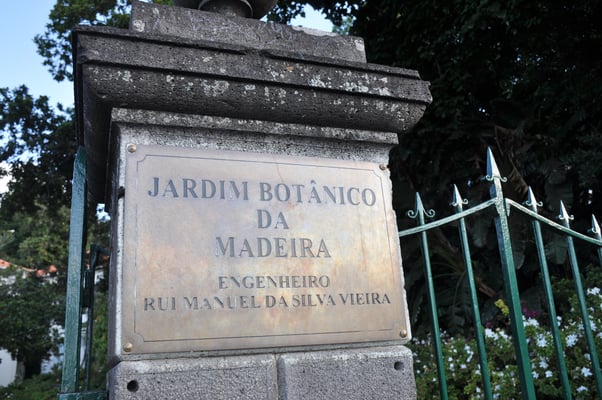 JARDIM BOTÂNICO
DA
MADEIRA
ENGENHEIRO
RUI MANUEL DA SILVA VIEIRA